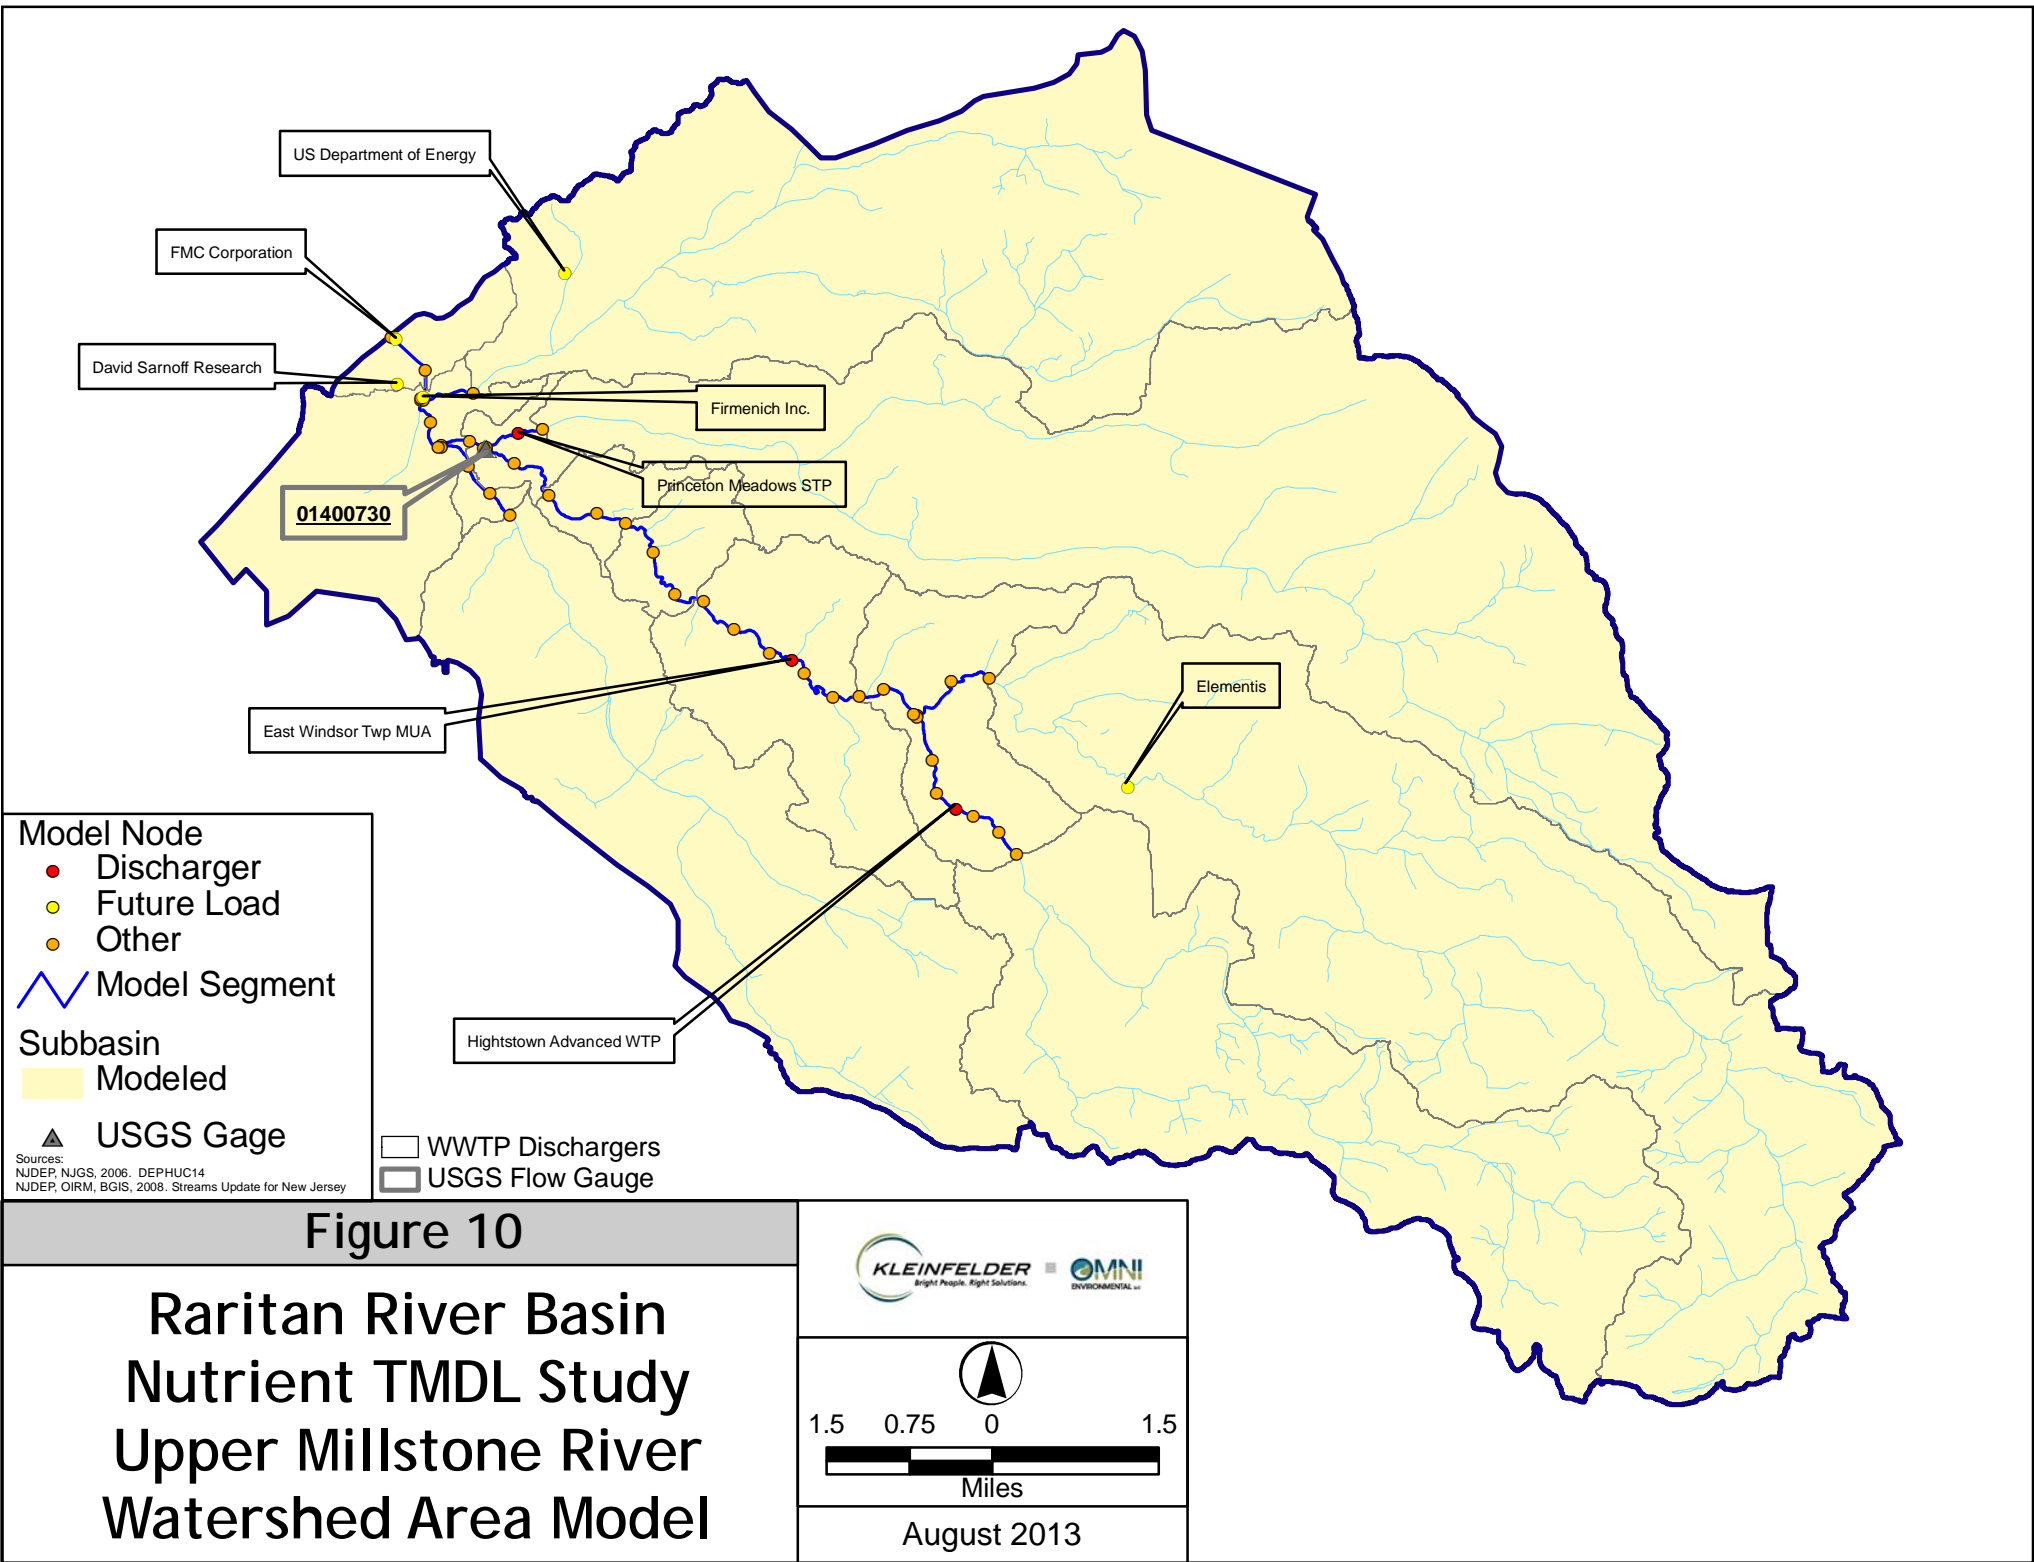 US Department of Energy
FMC Corporation
David Sarnoff Research
Firmenich Inc.
Princeton Meadows STP
01400730
Elementis
East Windsor Twp MUA
Hightstown Advanced WTP
Model Node
Discharger
Future Load
Other
Model Segment
Subbasin
Modeled
USGS Gage
Sources:
NJDEP, NJGS, 2006. DEPHUC14
NJDEP, OIRM, BGIS, 2008. Streams Update for New Jersey
WWTP Dischargers
USGS Flow Gauge
Figure 10
Raritan River Basin
Nutrient TMDL Study
Upper Millstone River
Watershed Area Model
KLEINFELDER
Bright People. Right Solutions.
OMNI
ENVIRONMENTAL LLC
1.5 0.75 0 1.5
Miles
August 2013